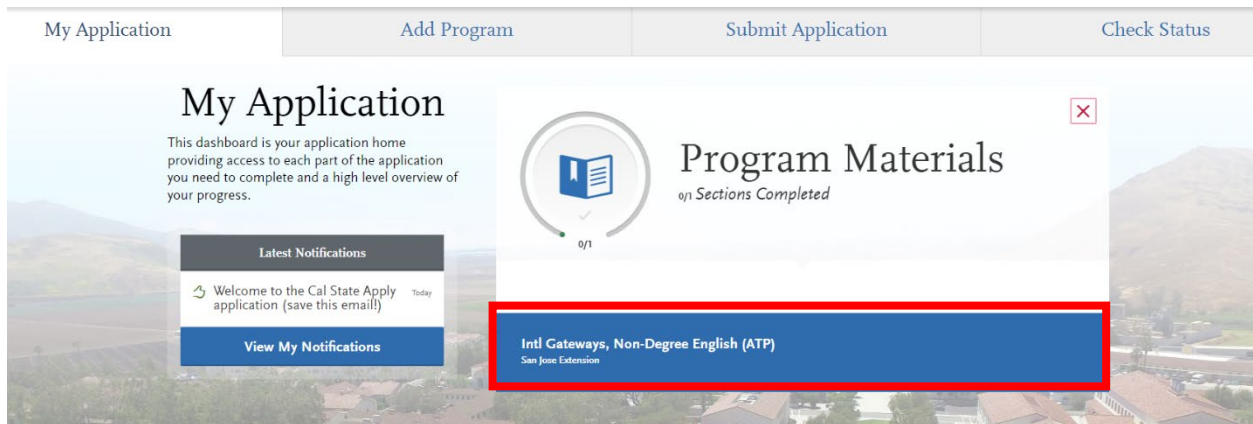 My Application
Add Program
Submit Application
Check Status
My Application
This dashboard is your application home
providing access to each part of the application
you need to complete and a high level overview of
your progress.
Latest Notifications
Welcome to the Cal State Apply
Today
application (save this email!)
View My Notifications
Program Materials
0/1 Sections Completed
0/1
Intl Gateways, Non-Degree English (ATP)
San Jose Extension